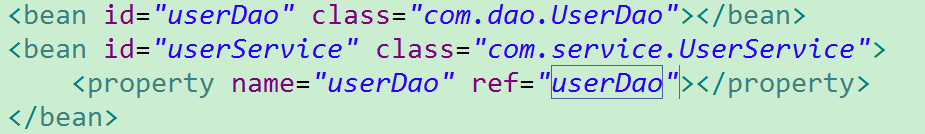 <bean id="userDao" class="com.dao.UserDao"></bean>
<bean id="userService" class="com.service.UserService">
    <property name="userDao" ref="userDao"></property>
</bean>